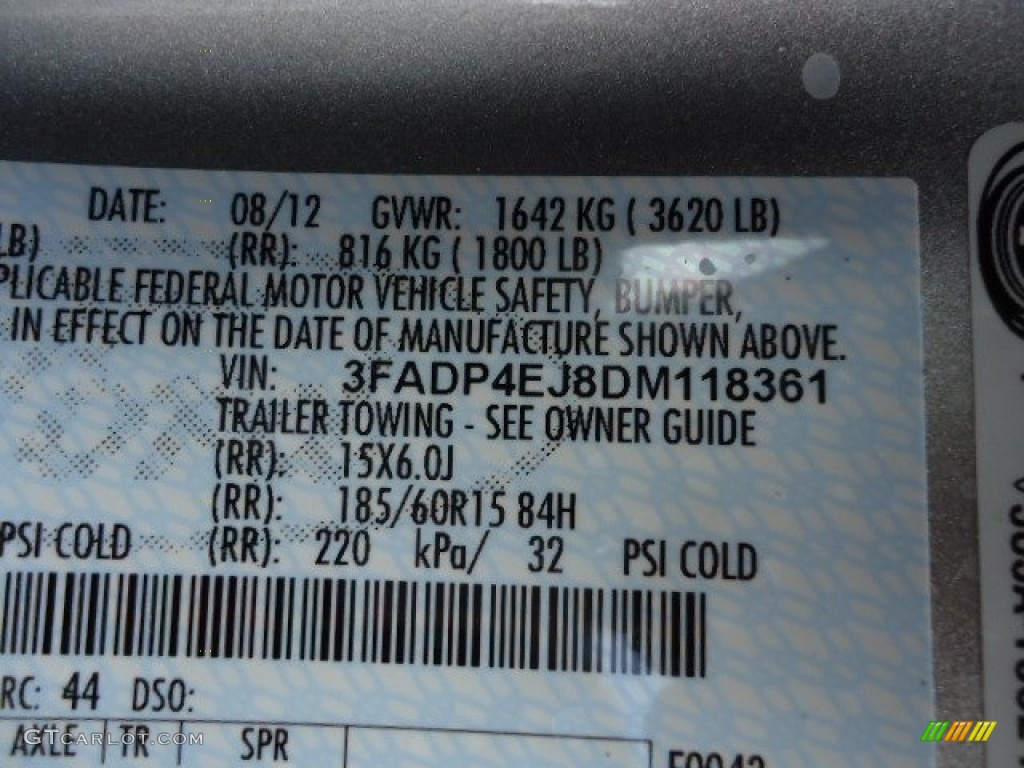 DATE: 08/12 GVWR: 1642 KG ( 3620 LB)
LB) (RR): 816 KG ( 1800 LB)
PLICABLE FEDERAL MOTOR VEHICLE SAFETY, BUMPER,
IN EFFECT ON THE DATE OF MANUFACTURE SHOWN ABOVE.
VIN: 3FADP4EJ8DM118361
TRAILER TOWING - SEE OWNER GUIDE
(RR): 15X6.0J
(RR): 185/60R15 84H
PSI COLD (RR): 220 kPa/ 32 PSI COLD
RC: 44 DSO:
AXLE TR SPR
GTCARLOT.COM